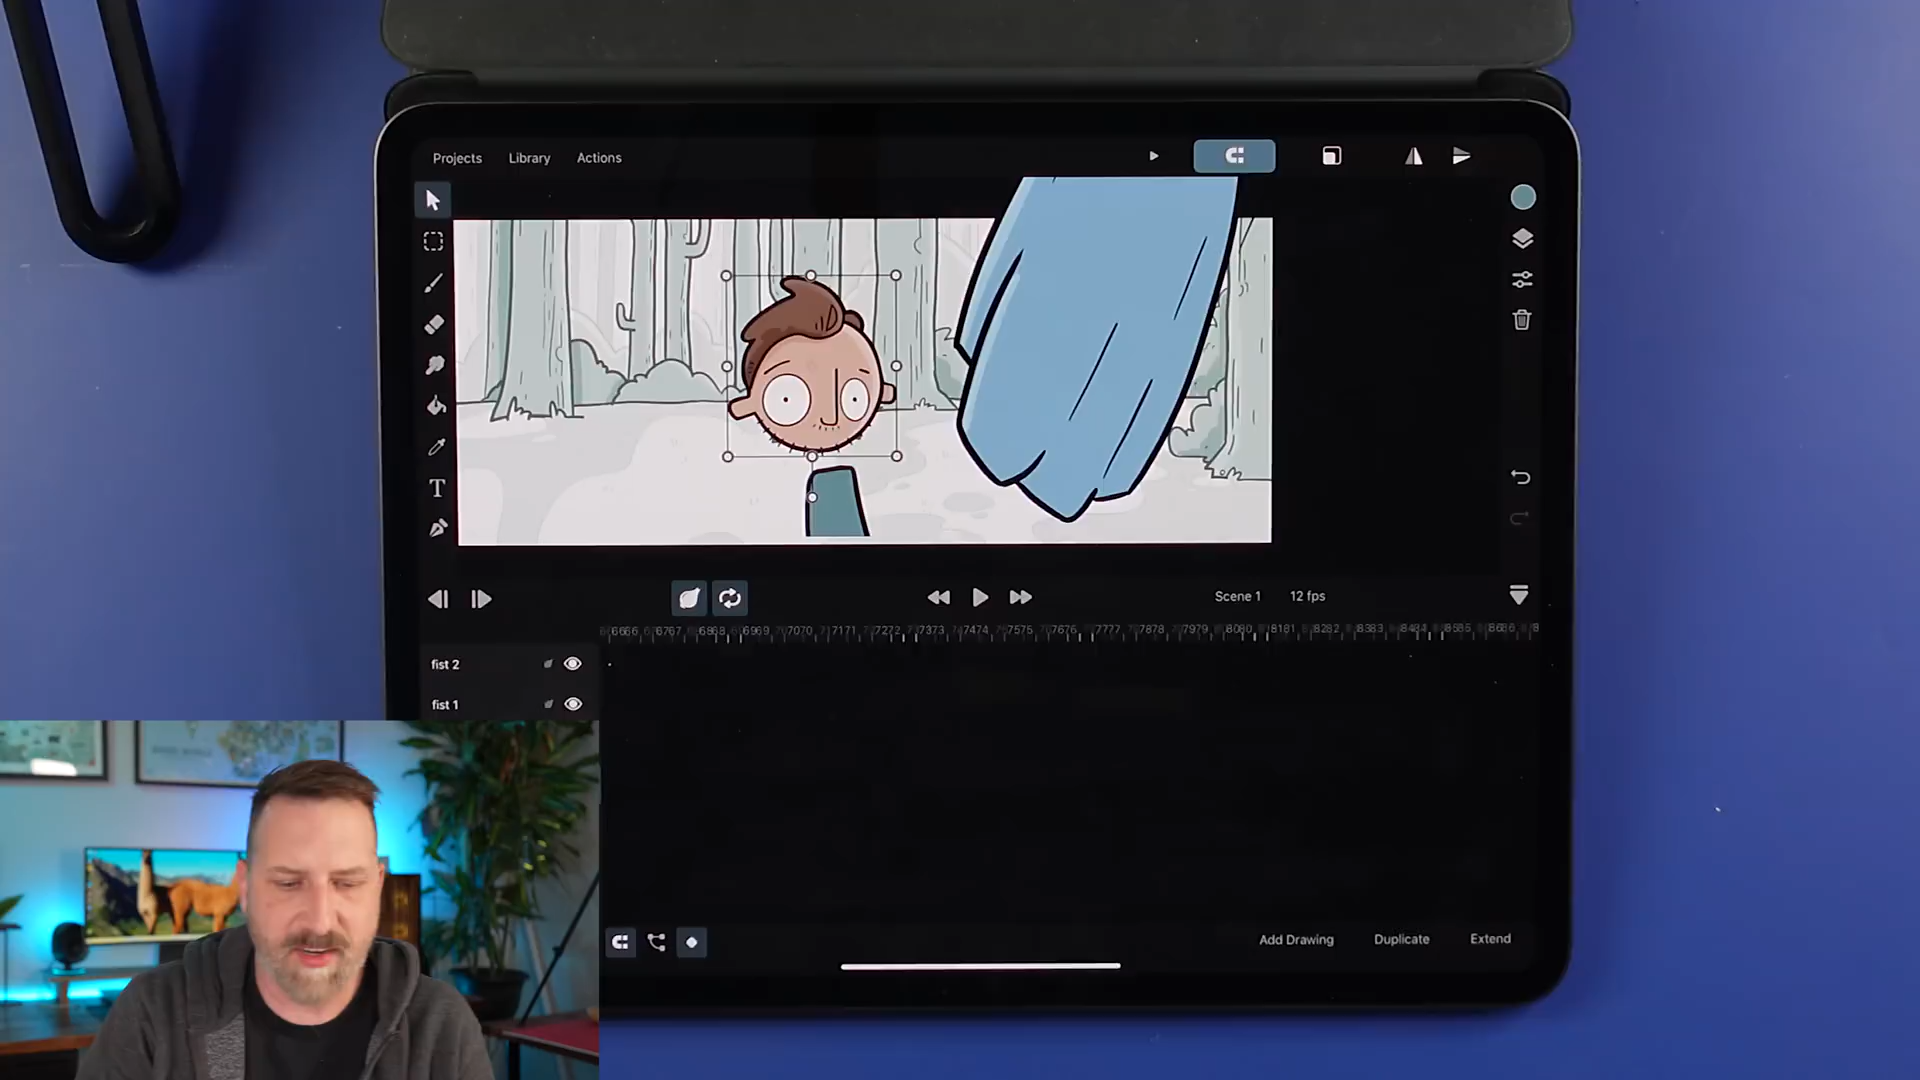 Projects Library Actions
T
Scene 1 12 fps
fist 2
fist 1
Add Drawing Duplicate Extend